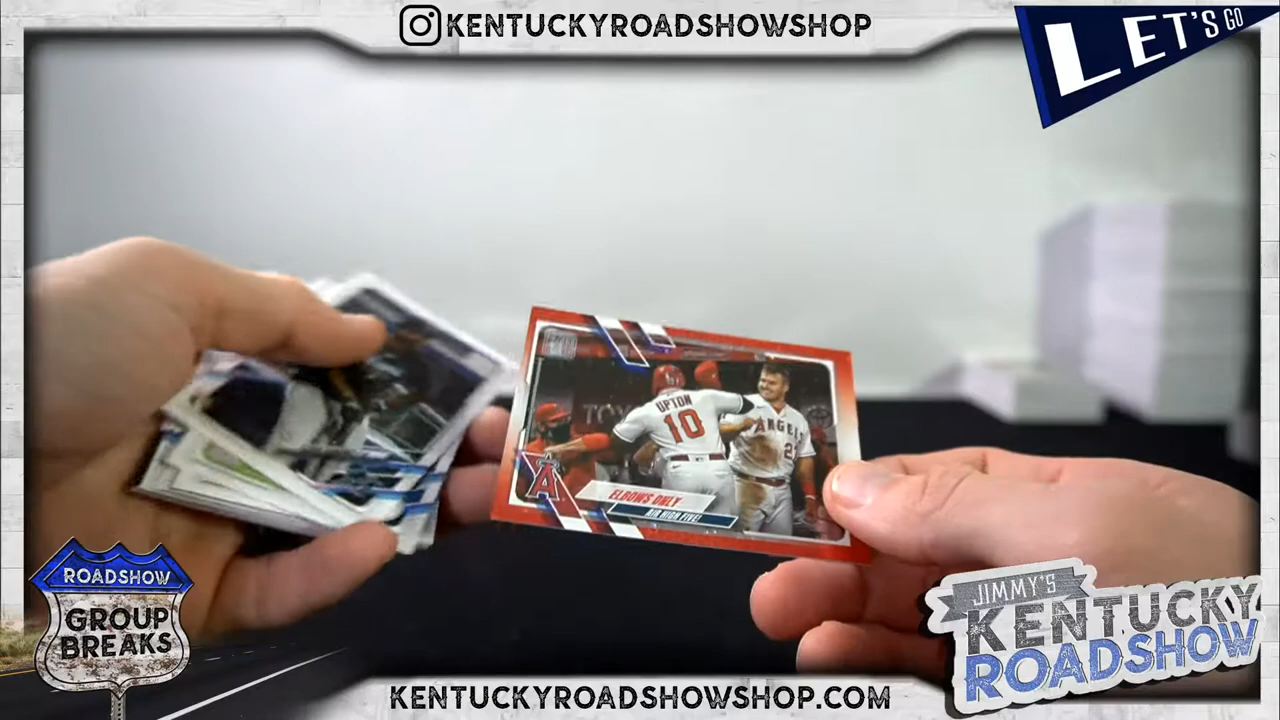 KENTUCKYROADSHOWSHOP
LET'S GO
UPTON
10
ANGELS
2
A
ELBOWS ONLY
AIR HIGH FIVE!
ROADSHOW
GROUP
BREAKS
JIMMY'S
KENTUCKY
ROADSHOW
KENTUCKYROADSHOWSHOP.COM